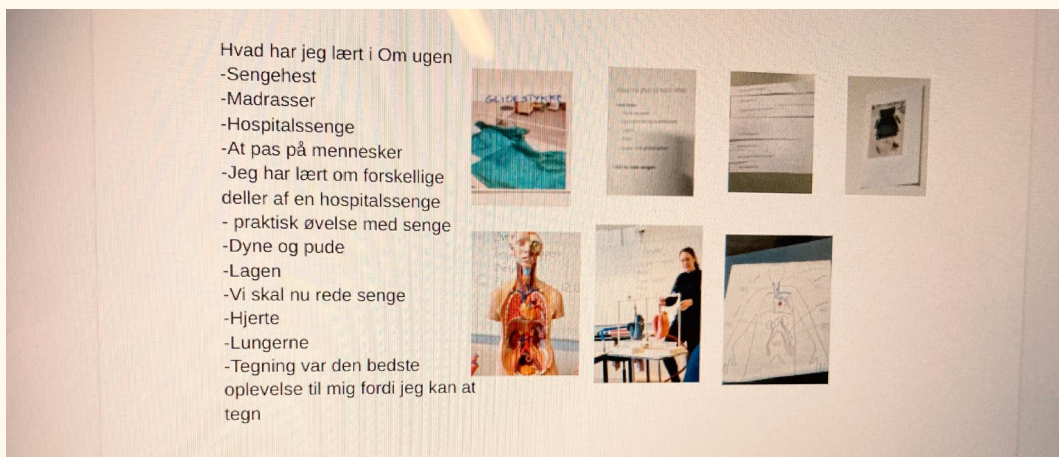 Hvad har jeg lært i Om ugen
-Sengehest
-Madrasser
-Hospitalssenge
-At pas på mennesker
-Jeg har lært om forskellige
deller af en hospitalssenge
- praktisk øvelse med senge
-Dyne og pude
-Lagen
-Vi skal nu rede senge
-Hjerte
-Lungerne
-Tegning var den bedste
oplevelse til mig fordi jeg kan at
tegn
GLIDESTYKKE